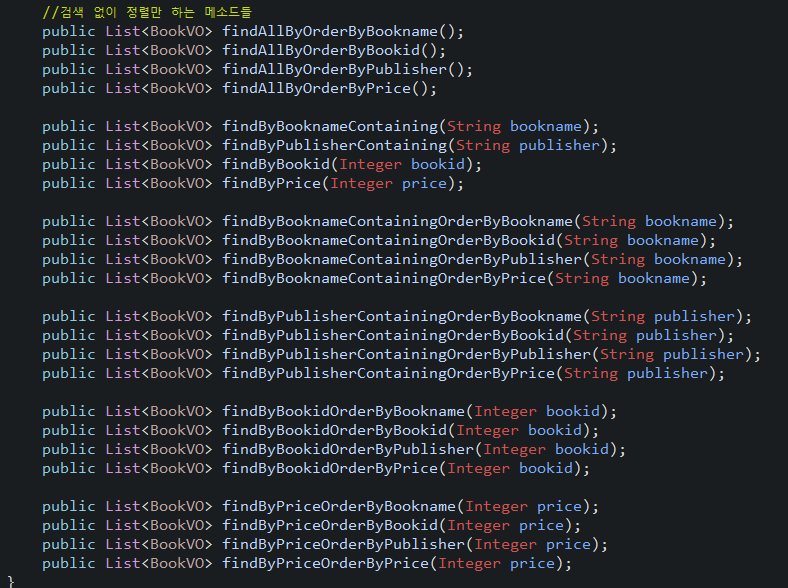 //검색 없이 정렬만 하는 메소드들
public List<BookVO> findAllByOrderByBookname();
public List<BookVO> findAllByOrderByBookid();
public List<BookVO> findAllByOrderByPublisher();
public List<BookVO> findAllByOrderByPrice();
public List<BookVO> findByBooknameContaining(String bookname);
public List<BookVO> findByPublisherContaining(String publisher);
public List<BookVO> findByBookid(Integer bookid);
public List<BookVO> findByPrice(Integer price);
public List<BookVO> findByBooknameContainingOrderByBookname(String bookname);
public List<BookVO> findByBooknameContainingOrderByBookid(String bookname);
public List<BookVO> findByBooknameContainingOrderByPublisher(String bookname);
public List<BookVO> findByBooknameContainingOrderByPrice(String bookname);
public List<BookVO> findByPublisherContainingOrderByBookname(String publisher);
public List<BookVO> findByPublisherContainingOrderByBookid(String publisher);
public List<BookVO> findByPublisherContainingOrderByPublisher(String publisher);
public List<BookVO> findByPublisherContainingOrderByPrice(String publisher);
public List<BookVO> findByBookidOrderByBookname(Integer bookid);
public List<BookVO> findByBookidOrderByBookid(Integer bookid);
public List<BookVO> findByBookidOrderByPublisher(Integer bookid);
public List<BookVO> findByBookidOrderByPrice(Integer bookid);
public List<BookVO> findByPriceOrderByBookname(Integer price);
public List<BookVO> findByPriceOrderByBookid(Integer price);
public List<BookVO> findByPriceOrderByPublisher(Integer price);
public List<BookVO> findByPriceOrderByPrice(Integer price);
}